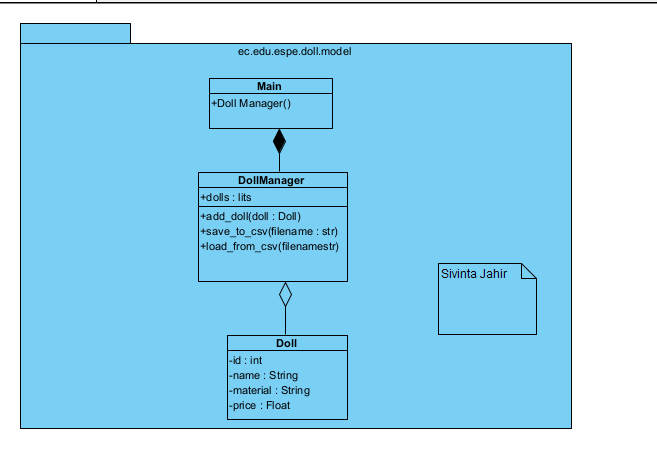 ec.edu.espe.doll.model
Main
+Doll Manager()
DollManager
+dolls : lits
+add_doll(doll : Doll)
+save_to_csv(filename : str)
+load_from_csv(filenamestr)
Sivinta Jahir
Doll
-id : int
-name : String
-material : String
-price : Float